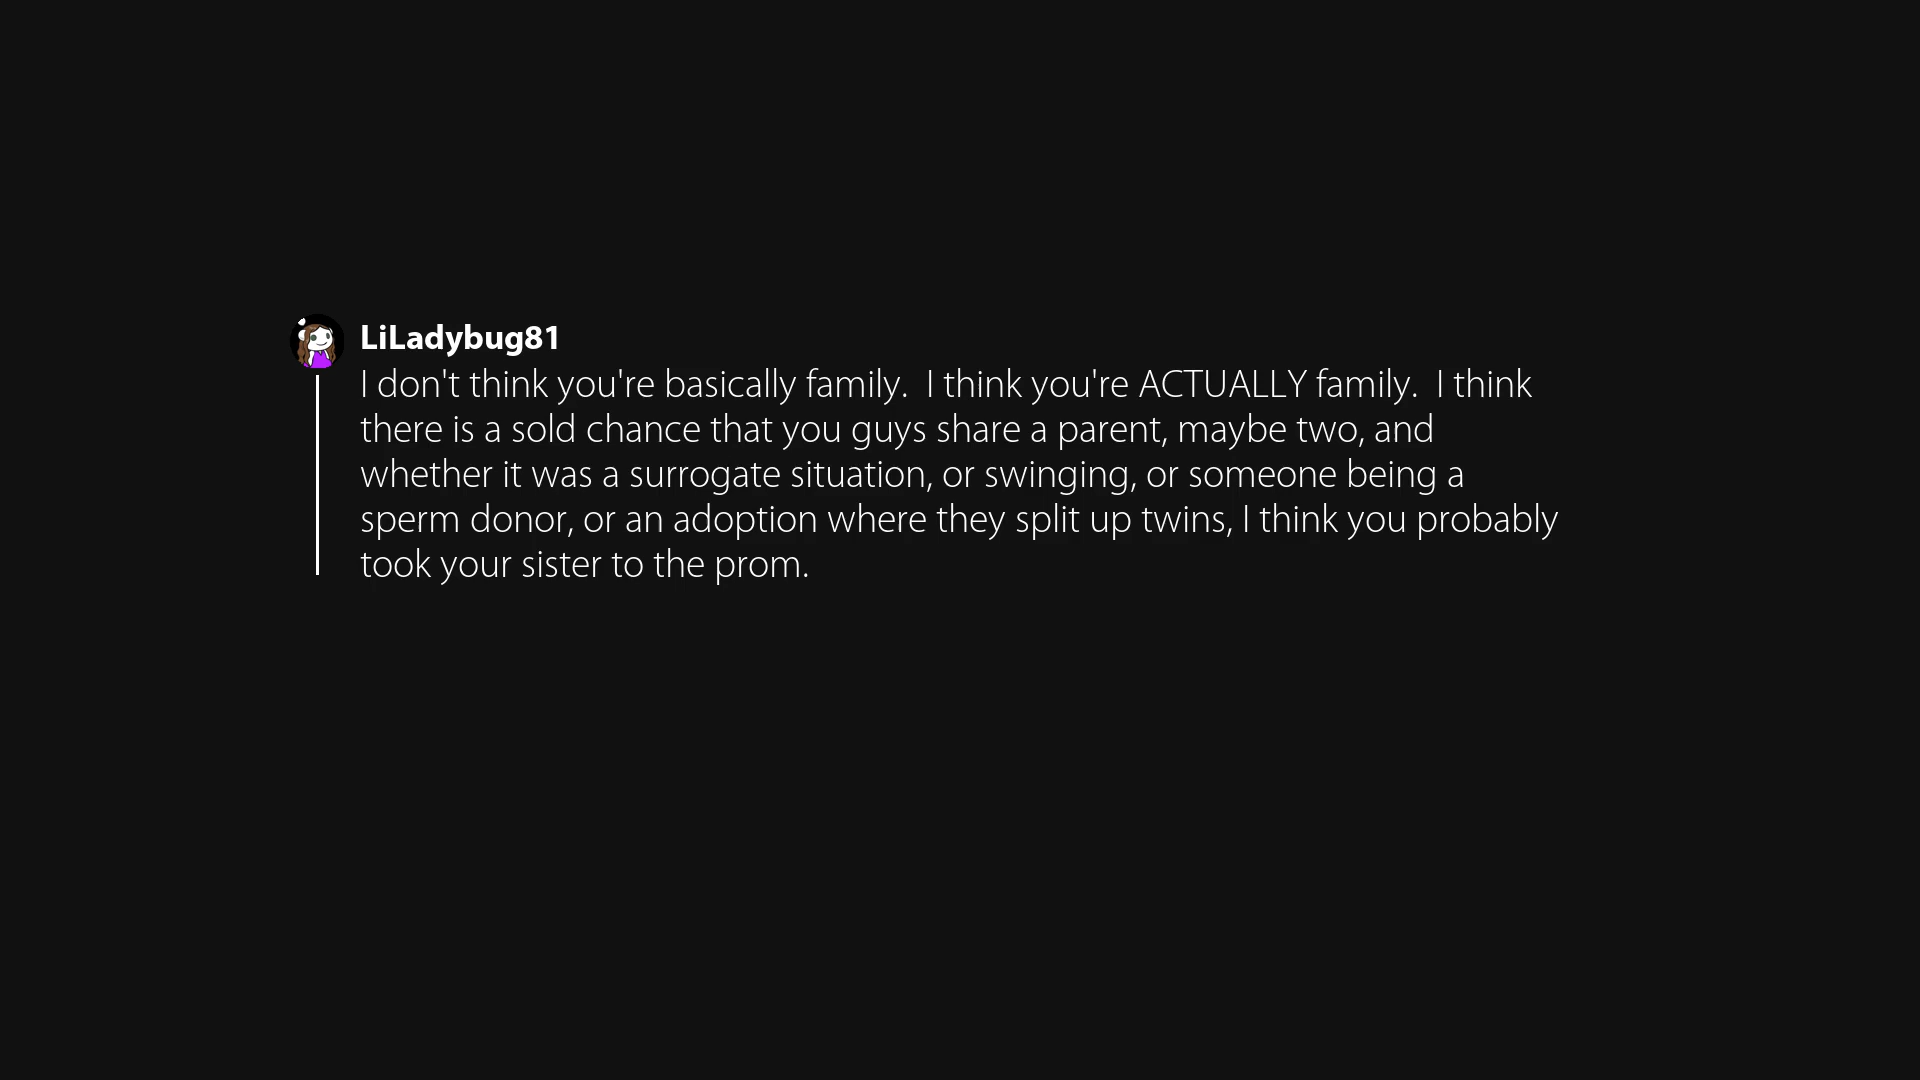 LiLadybug81
I don't think you're basically family.  I think you're ACTUALLY family.  I think
there is a sold chance that you guys share a parent, maybe two, and
whether it was a surrogate situation, or swinging, or someone being a
sperm donor, or an adoption where they split up twins, I think you probably
took your sister to the prom.